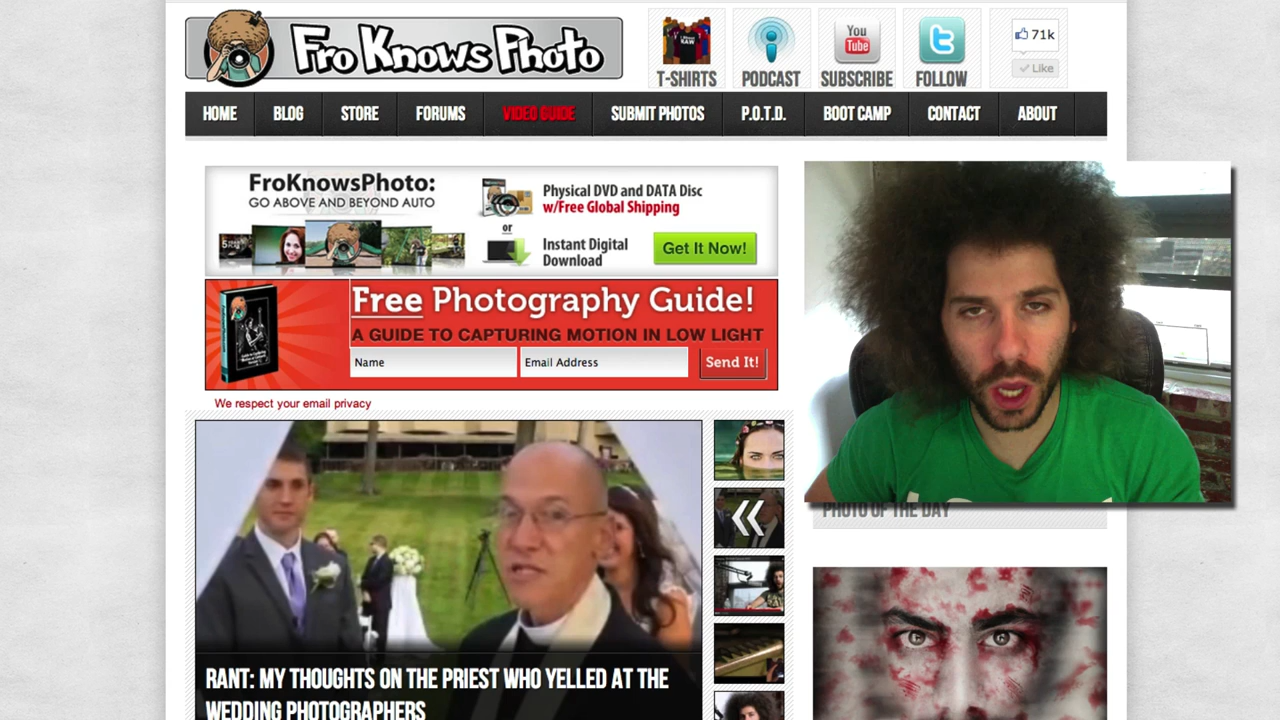 Fro Knows Photo
T-SHIRTS
PODCAST
You
Tube
SUBSCRIBE
FOLLOW
71k
Like
HOME
BLOG
STORE
FORUMS
VIDEO GUIDE
SUBMIT PHOTOS
P.O.T.D.
BOOT CAMP
CONTACT
ABOUT
FroKnowsPhoto:
GO ABOVE AND BEYOND AUTO
Physical DVD and DATA Disc
w/Free Global Shipping
or
Instant Digital
Download
Get It Now!
Free Photography Guide!
A GUIDE TO CAPTURING MOTION IN LOW LIGHT
Name
Email Address
Send It!
We respect your email privacy
PHOTO OF THE DAY
RANT: MY THOUGHTS ON THE PRIEST WHO YELLED AT THE
WEDDING PHOTOGRAPHERS